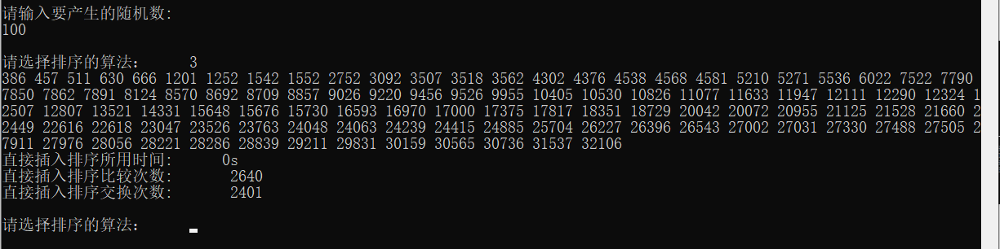 请输入要产生的随机数:
100
请选择排序的算法: 3
386 457 511 630 666 1201 1252 1542 1552 2752 3092 3507 3518 3562 4302 4376 4538 4568 4581 5210 5271 5536 6022 7522 7790
7850 7862 7891 8124 8570 8692 8709 8857 9026 9220 9456 9526 9955 10405 10530 10826 11077 11633 11947 12111 12290 12324 1
2507 12807 13521 14331 15648 15676 15730 16593 16970 17000 17375 17817 18351 18729 20042 20072 20955 21125 21528 21660 2
2449 22616 22618 23047 23526 23763 24048 24063 24239 24415 24885 25704 26227 26396 26543 27002 27031 27330 27488 27505 2
7911 27976 28056 28221 28286 28839 29211 29831 30159 30565 30736 31537 32106
直接插入排序所用时间: 0s
直接插入排序比较次数: 2640
直接插入排序交换次数: 2401
请选择排序的算法: